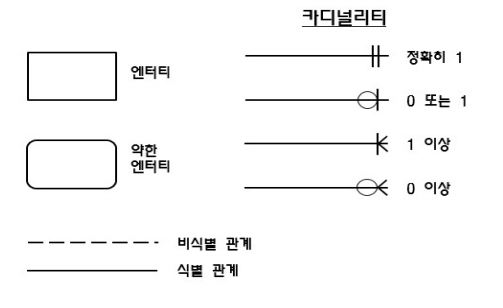 카디널리티
엔터티
정확히 1
0 또는 1
약한
엔터티
1 이상
0 이상
비식별 관계
식별 관계